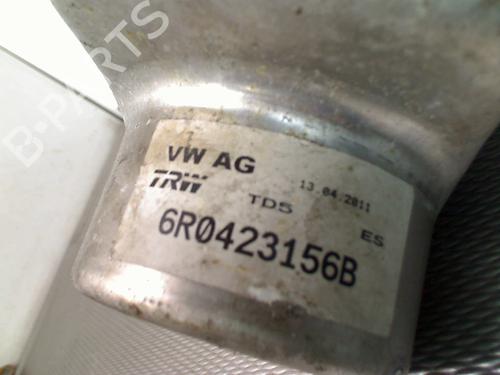 B-PARTS
VW AG
TRW
13.04.2011
TD5
ES
6R0423156B